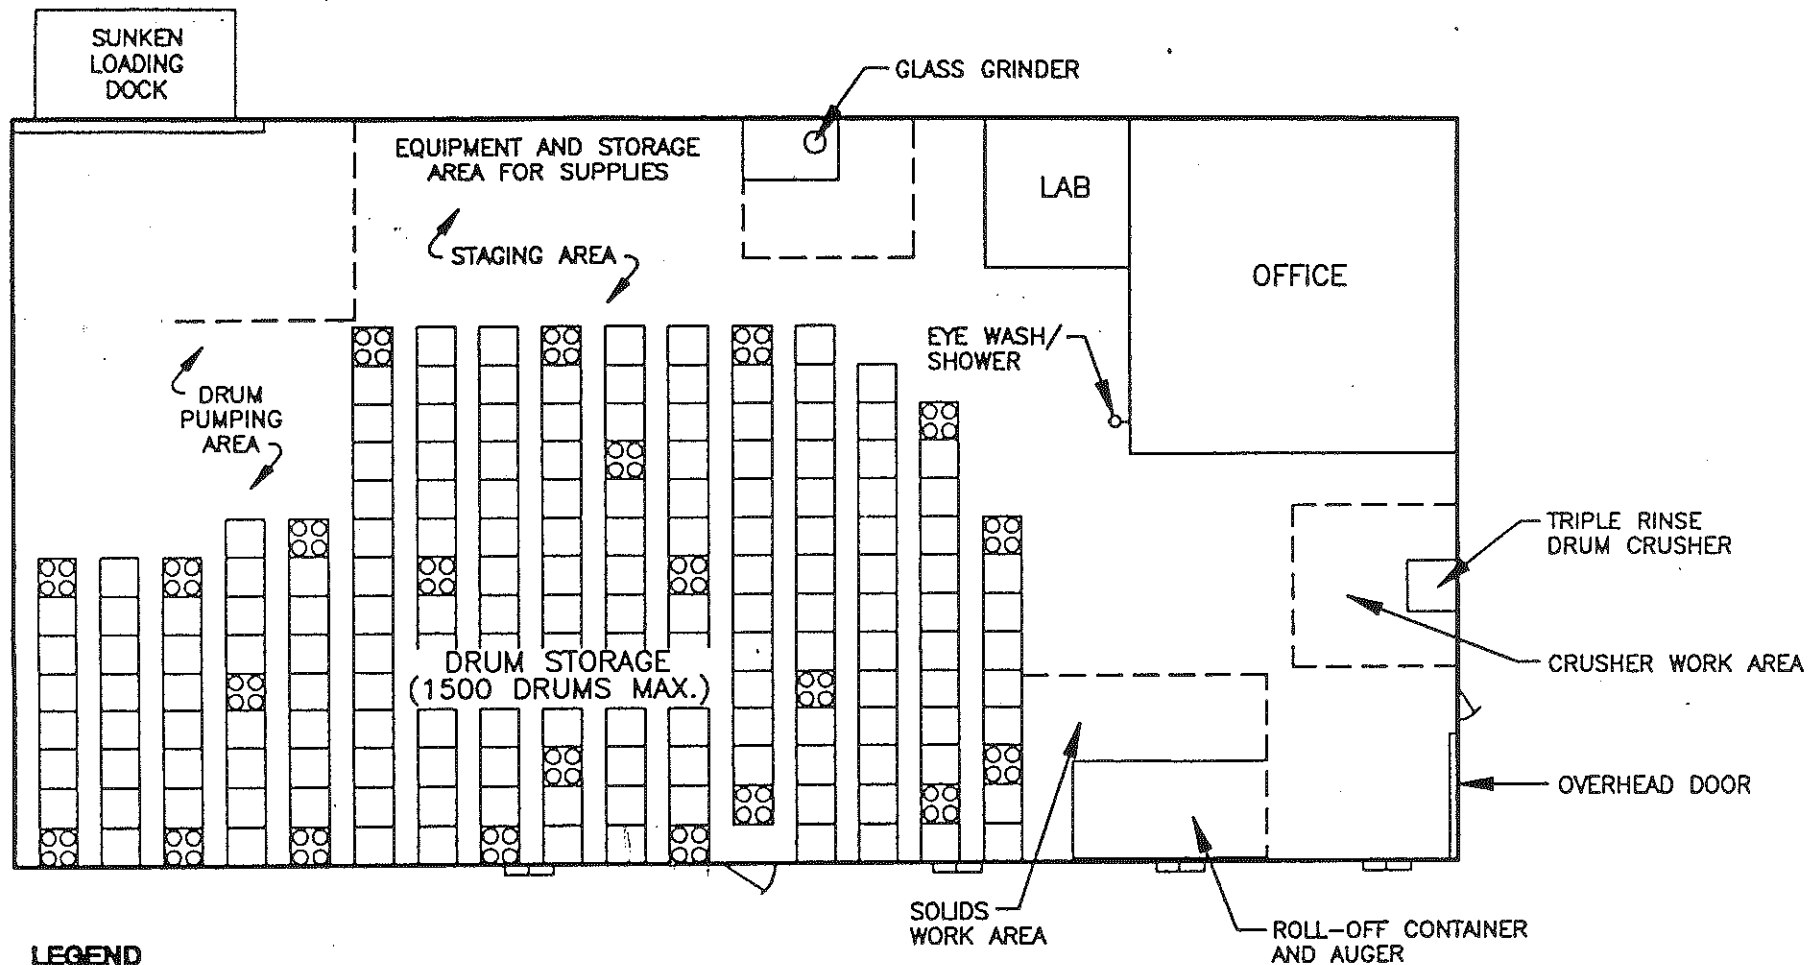 SUNKEN
LOADING
DOCK
GLASS GRINDER
EQUIPMENT AND STORAGE
AREA FOR SUPPLIES
LAB
STAGING AREA
OFFICE
EYE WASH/
SHOWER
DRUM
PUMPING
AREA
TRIPLE RINSE
DRUM CRUSHER
DRUM STORAGE
(1500 DRUMS MAX.)
CRUSHER WORK AREA
OVERHEAD DOOR
SOLIDS
WORK AREA
ROLL-OFF CONTAINER
AND AUGER
LEGEND